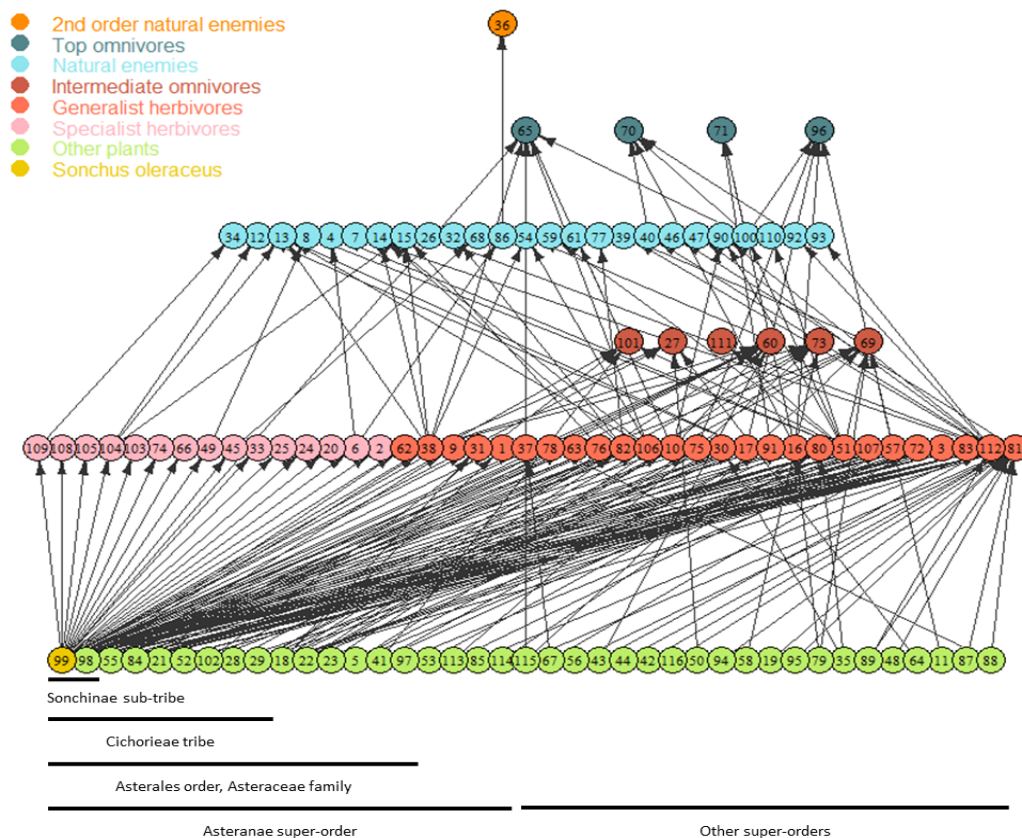 2nd order natural enemies
Top omnivores
Natural enemies
Intermediate omnivores
Generalist herbivores
Specialist herbivores
Other plants
Sonchus oleraceus
36
65 70 71 96
34 12 13 8 4 7 14 15 26 32 68 86 54 59 61 77 39 40 46 47 90 100 110 92 93
101 27 111 60 73 69
109 108 105 104 103 74 66 49 45 33 25 24 20 6 2 62 38 9 31 1 37 78 63 76 82 106 10 75 30 17 91 16 80 51 107 57 72 3 83 112 81
99 98 55 84 21 52 102 28 29 18 22 23 5 41 97 53 113 85 114 115 67 56 43 44 42 116 50 94 58 19 95 79 35 89 48 64 11 87 88
Sonchinae sub-tribe
Cichorieae tribe
Asterales order, Asteraceae family
Asteranae super-order Other super-orders